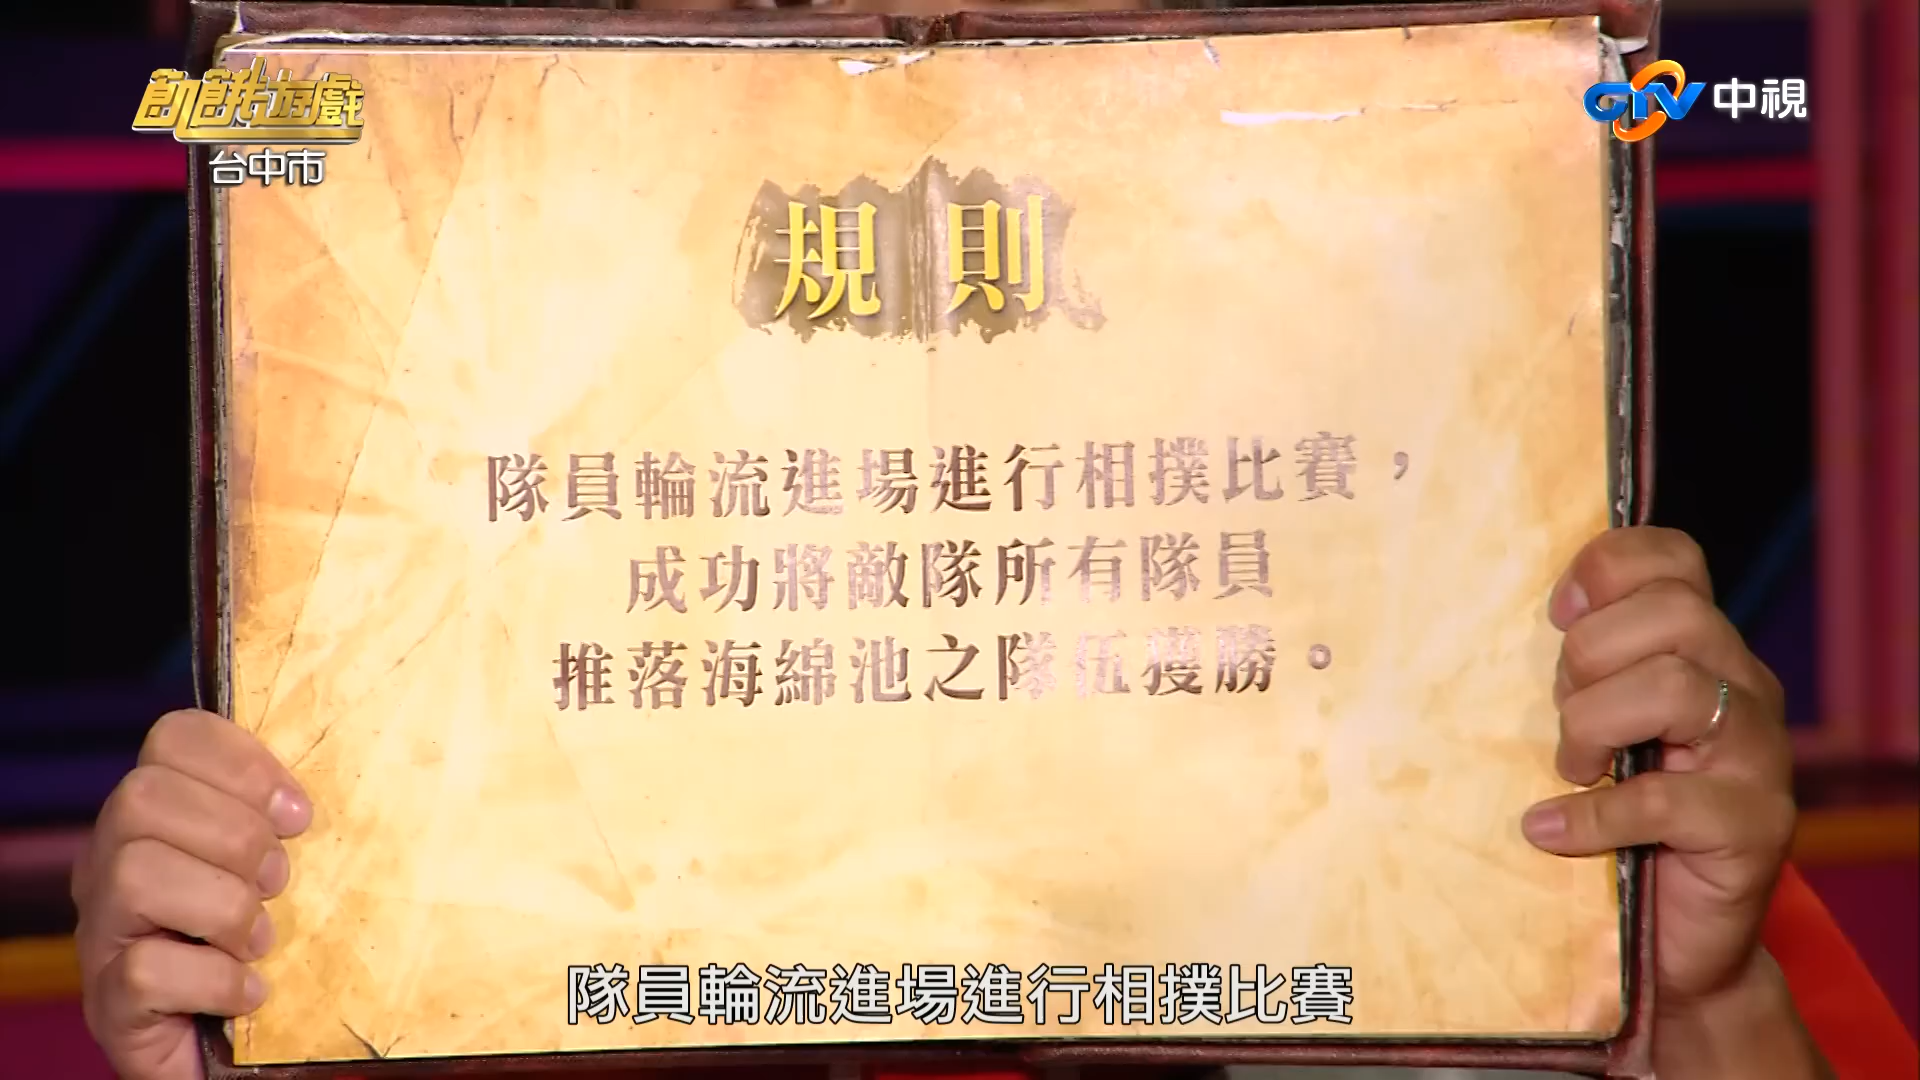 飢餓遊戲
台中市
CTV 中視
規則
隊員輪流進場進行相撲比賽，
成功將敵隊所有隊員
推落海綿池之隊伍獲勝。
隊員輪流進場進行相撲比賽